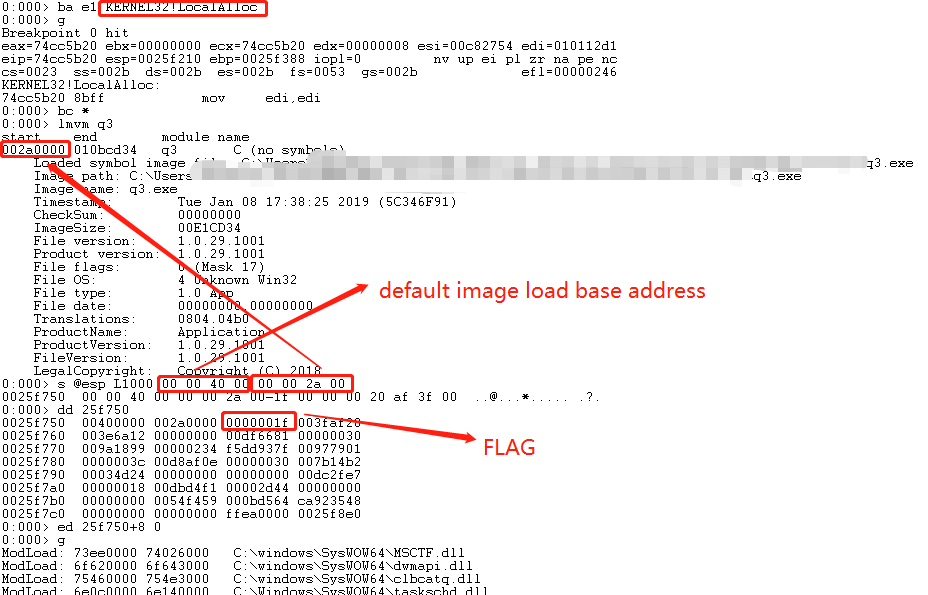 0:000> ba e1 KERNEL32!LocalAlloc
0:000> g
Breakpoint 0 hit
eax=74cc5b20 ebx=00000000 ecx=74cc5b20 edx=00000008 esi=00c82754 edi=010112d1
eip=74cc5b20 esp=0025f210 ebp=0025f388 iopl=0         nv up ei pl zr na pe nc
cs=0023  ss=002b  ds=002b  es=002b  fs=0053  gs=002b             efl=00000246
KERNEL32!LocalAlloc:
74cc5b20 8bff            mov     edi,edi
0:000> bc *
0:000> lmvm q3
start    end        module name
002a0000 010bcd34   q3       C (no symbols)
Loaded symbol image file: C:\Users q3.exe
Image path: C:\Users q3.exe
Image name: q3.exe
Timestamp:        Tue Jan 08 17:38:25 2019 (5C346F91)
CheckSum:         00000000
ImageSize:        00E1CD34
File version:     1.0.29.1001
Product version:  1.0.29.1001
File flags:       0 (Mask 17)
File OS:          4 Unknown Win32
File type:        1.0 App
File date:        00000000.00000000
Translations:     0804.04b0
ProductName:      Application
ProductVersion:   1.0.29.1001
FileVersion:      1.0.29.1001
LegalCopyright:   Copyright (C) 2018
default image load base address
0:000> s @esp L1000 00 00 40 00 00 00 2a 00
0025f750  00 00 40 00 00 00 2a 00-1f 00 00 00 20 af 3f 00  ..@...*..... .?.
0:000> dd 25f750
0025f750  00400000 002a0000 0000001f 003faf20
0025f760  003e6a12 00000000 00df6681 00000030
0025f770  009a1899 00000234 f5dd937f 00977901
0025f780  0000003c 00d8af0e 00000030 007b14b2
0025f790  00034d24 00000000 00000000 00dc2fe7
0025f7a0  00000018 00dbd4f1 00002d44 00000000
0025f7b0  00000000 0054f459 000bd564 ca923548
0025f7c0  00000000 00000000 ffea0000 0025f8e0
FLAG
0:000> ed 25f750+8 0
0:000> g
ModLoad: 73ee0000 74026000   C:\windows\SysWOW64\MSCTF.dll
ModLoad: 6f620000 6f643000   C:\windows\SysWOW64\dwmapi.dll
ModLoad: 75460000 754e3000   C:\windows\SysWOW64\clbcatq.dll
ModLoad: 6e0c0000 6e140000   C:\windows\SysWOW64\taskschd.dll